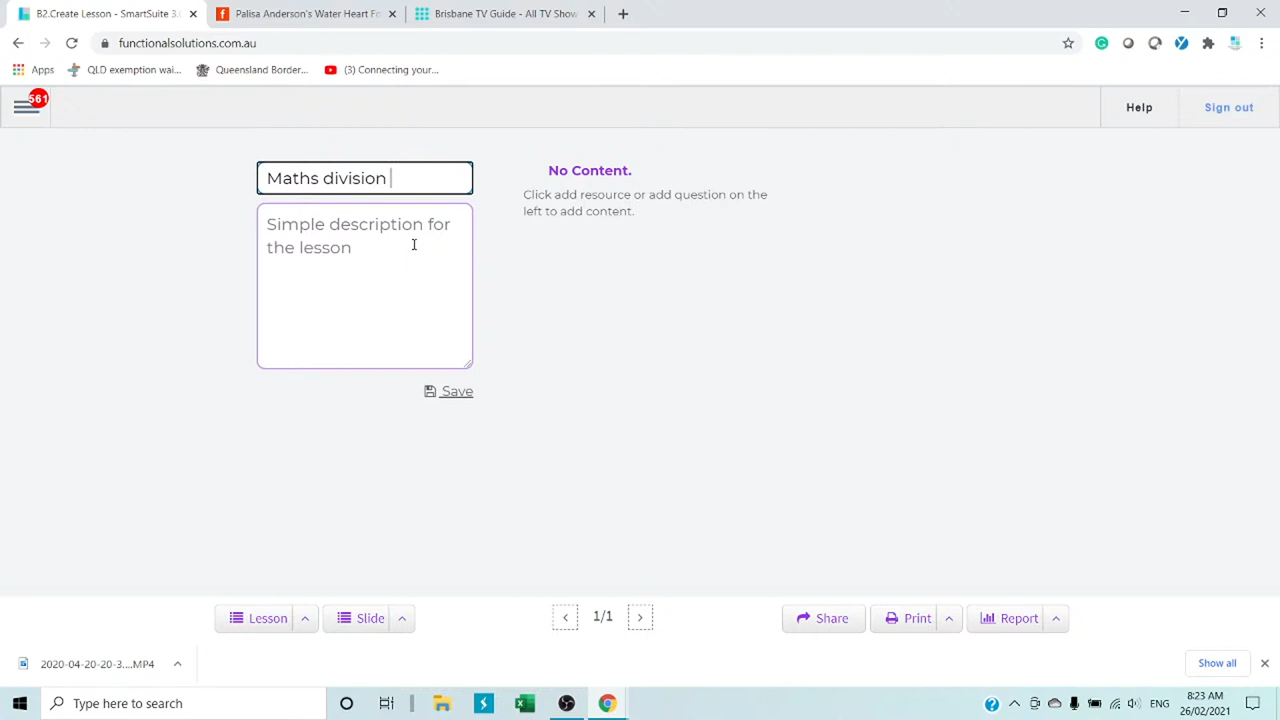 B2.Create Lesson - SmartSuite 3.
Palisa Anderson's Water Heart Fo
Brisbane TV Guide - All TV Show
functionalsolutions.com.au
Apps
QLD exemption wai...
Queensland Border...
(3) Connecting your...
561
Help
Sign out
Maths division
No Content.
Click add resource or add question on the
left to add content.
Simple description for
the lesson
Save
Lesson
Slide
1/1
Share
Print
Report
2020-04-20-20-3....MP4
Show all
Type here to search
ENG
8:23 AM
26/02/2021